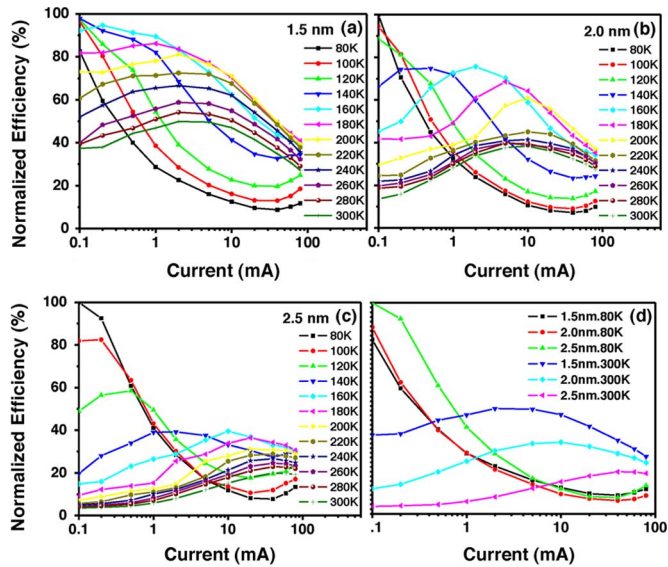 1.5 nm (a)
Normalized Efficiency (%)
100
80
60
40
20
0
0.1 1 10 100
Current (mA)
80K
100K
120K
140K
160K
180K
200K
220K
240K
260K
280K
300K
2.0 nm (b)
100
80
60
40
20
0
0.1 1 10 100
Current (mA)
80K
100K
120K
140K
160K
180K
200K
220K
240K
260K
280K
300K
2.5 nm (c)
Normalized Efficiency (%)
100
80
60
40
20
0
0.1 1 10 100
Current (mA)
80K
100K
120K
140K
160K
180K
200K
220K
240K
260K
280K
300K
(d)
1.5nm.80K
2.0nm.80K
2.5nm.80K
1.5nm.300K
2.0nm.300K
2.5nm.300K
0.1 1 10 100
Current (mA)